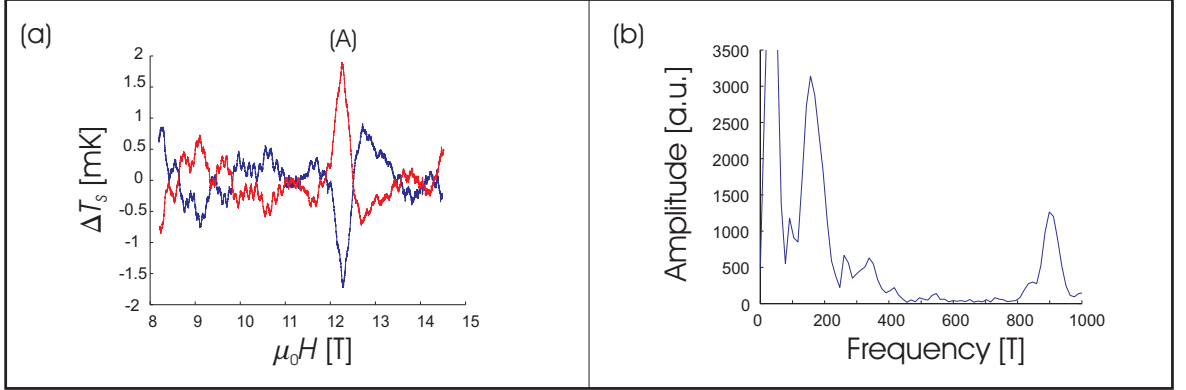 (a)
(A)
2
1.5
1
0.5
0
-0.5
-1
-1.5
-2
ΔTs [mK]
8 9 10 11 12 13 14 15
μ0H [T]
(b)
3500
3000
2500
2000
1500
1000
500
0
Amplitude [a.u.]
0 200 400 600 800 1000
Frequency [T]